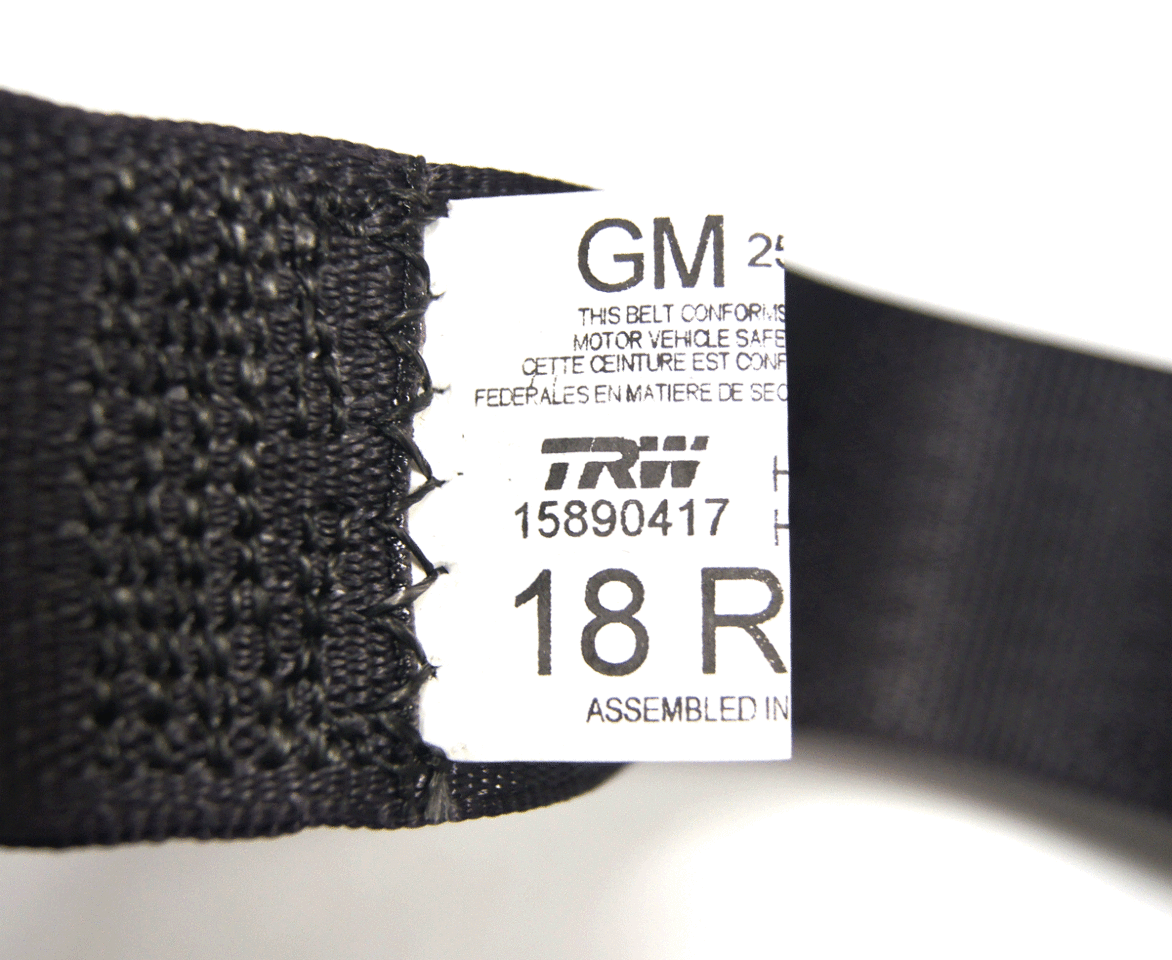 GM 25
THIS BELT CONFORMS
MOTOR VEHICLE SAFE
CETTE CEINTURE EST CONF
FEDERALES EN MATIERE DE SEC
TRW H
15890417 H
18 R
ASSEMBLED IN